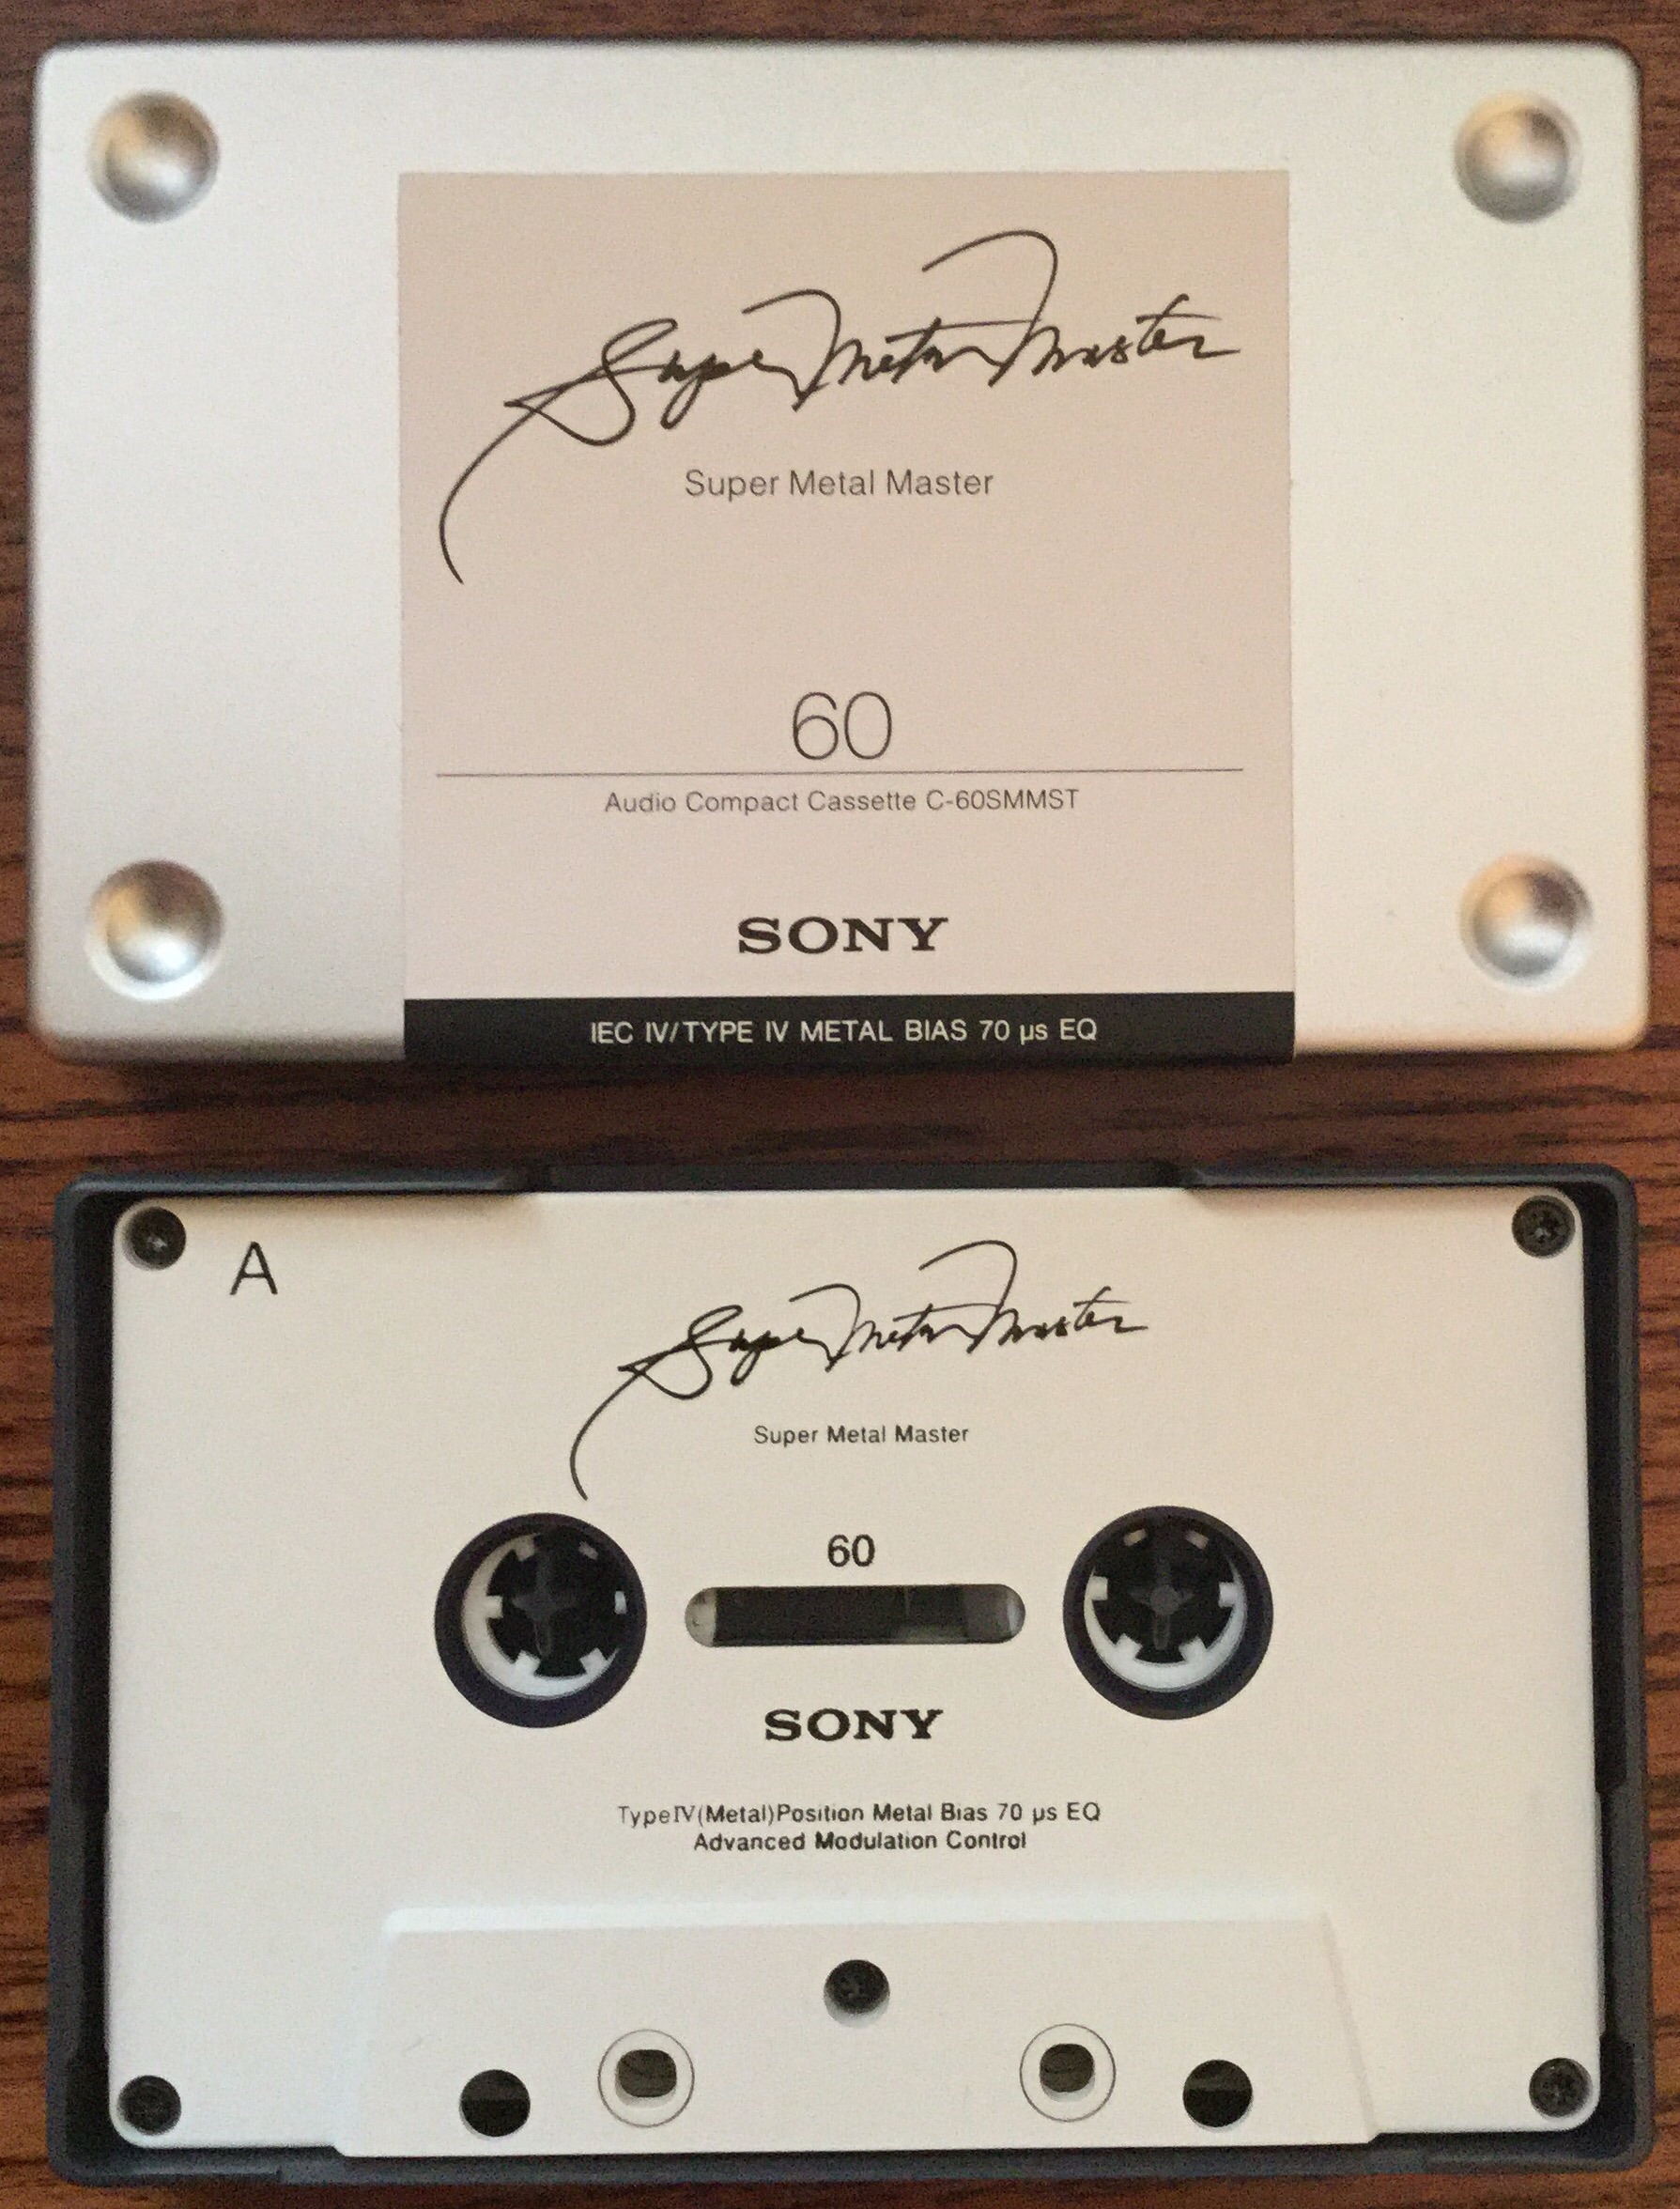 Super Metal Master
Super Metal Master
60
Audio Compact Cassette C-60SMMST
SONY
IEC IV/TYPE IV METAL BIAS 70 µs EQ
A
Super Metal Master
Super Metal Master
60
SONY
TypeIV(Metal)Position Metal Bias 70 µs EQ
Advanced Modulation Control